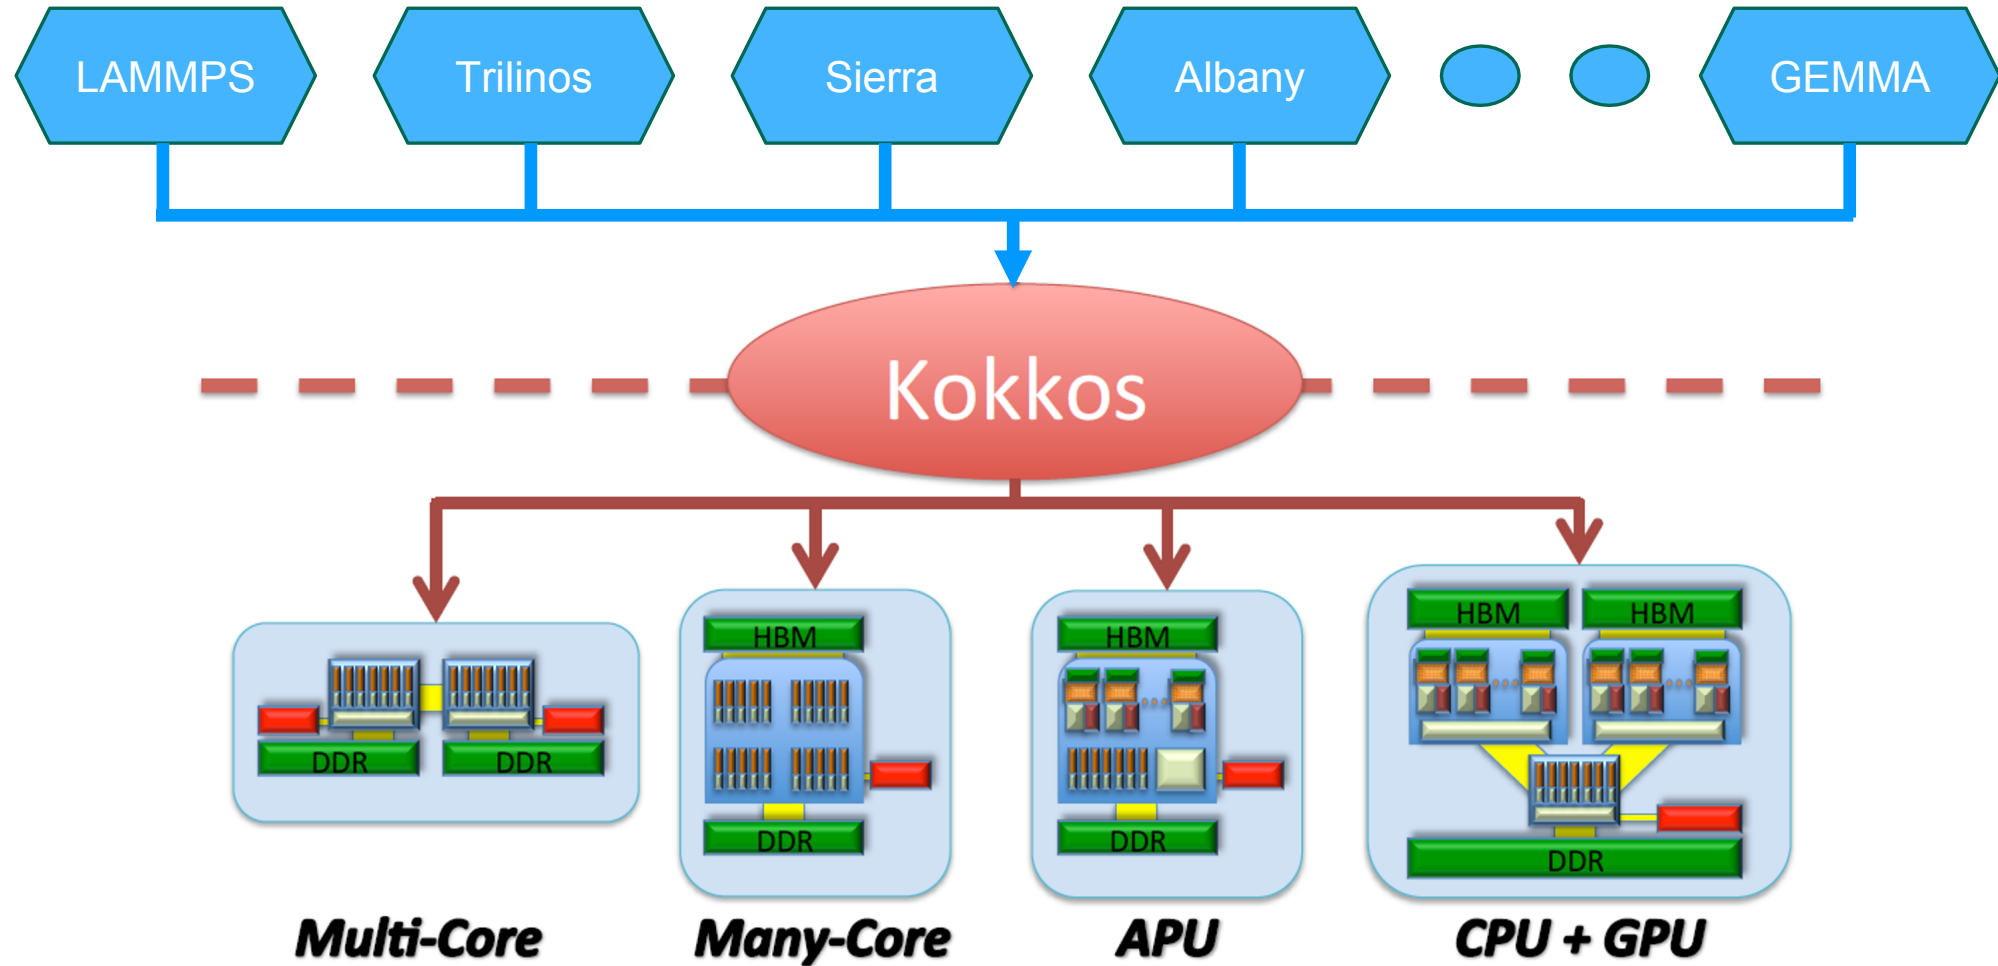 LAMMPS
Trilinos
Sierra
Albany
GEMMA
Kokkos
DDR
DDR
HBM
DDR
HBM
DDR
HBM
HBM
DDR
Multi-Core
Many-Core
APU
CPU + GPU